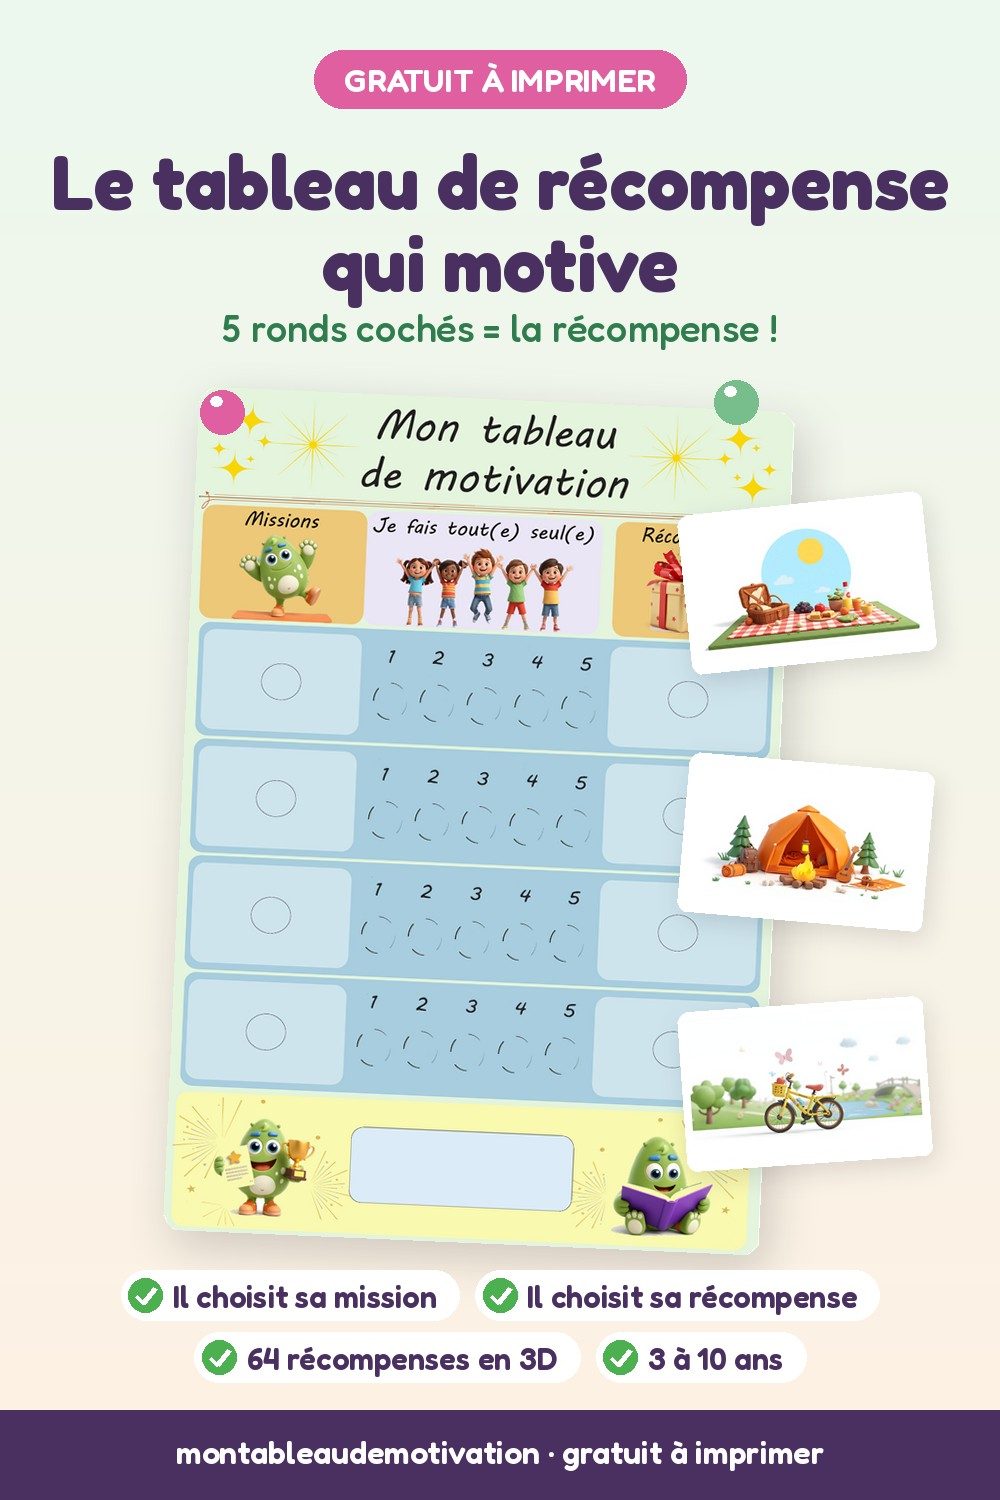 GRATUIT À IMPRIMER
Le tableau de récompense
qui motive
5 ronds cochés = la récompense !
Mon tableau
de motivation
Missions
Je fais tout(e) seul(e)
1 2 3 4 5
1 2 3 4 5
1 2 3 4 5
1 2 3 4 5
Il choisit sa mission
Il choisit sa récompense
64 récompenses en 3D
3 à 10 ans
montableaudemotivation · gratuit à imprimer